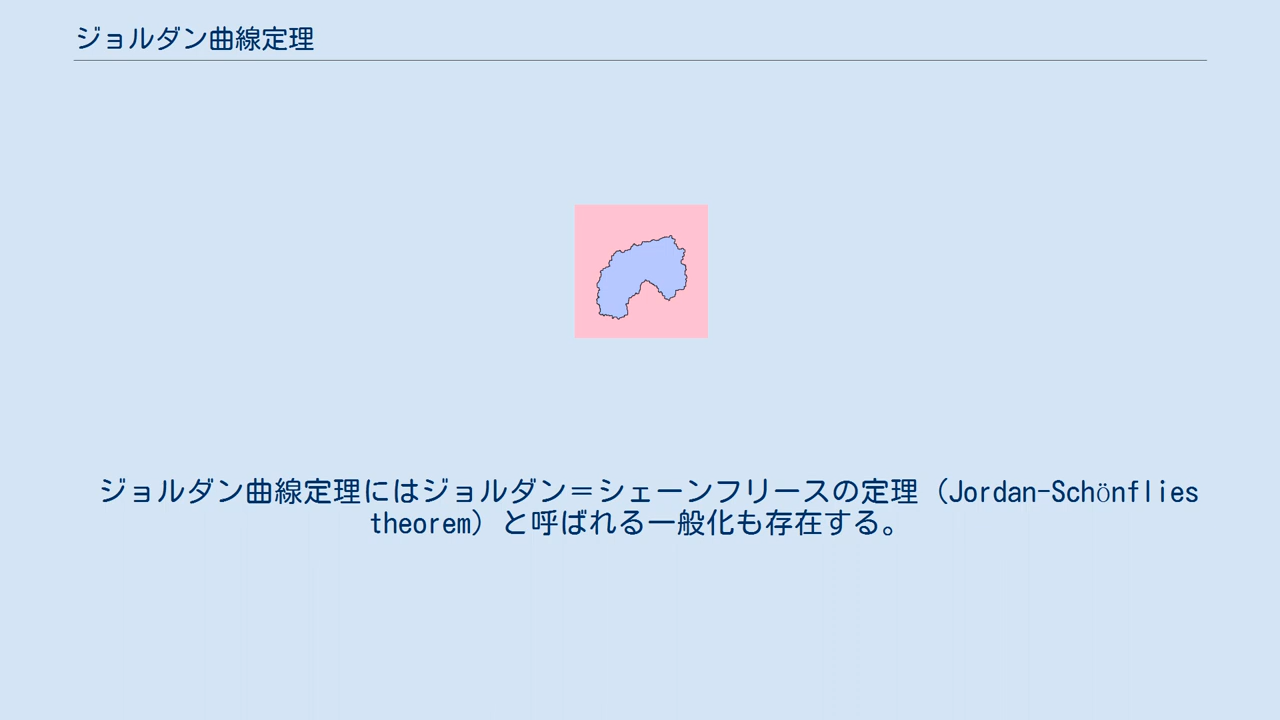 ジョルダン曲線定理
ジョルダン曲線定理にはジョルダン＝シェーンフリースの定理（Jordan-Schönflies
theorem）と呼ばれる一般化も存在する。